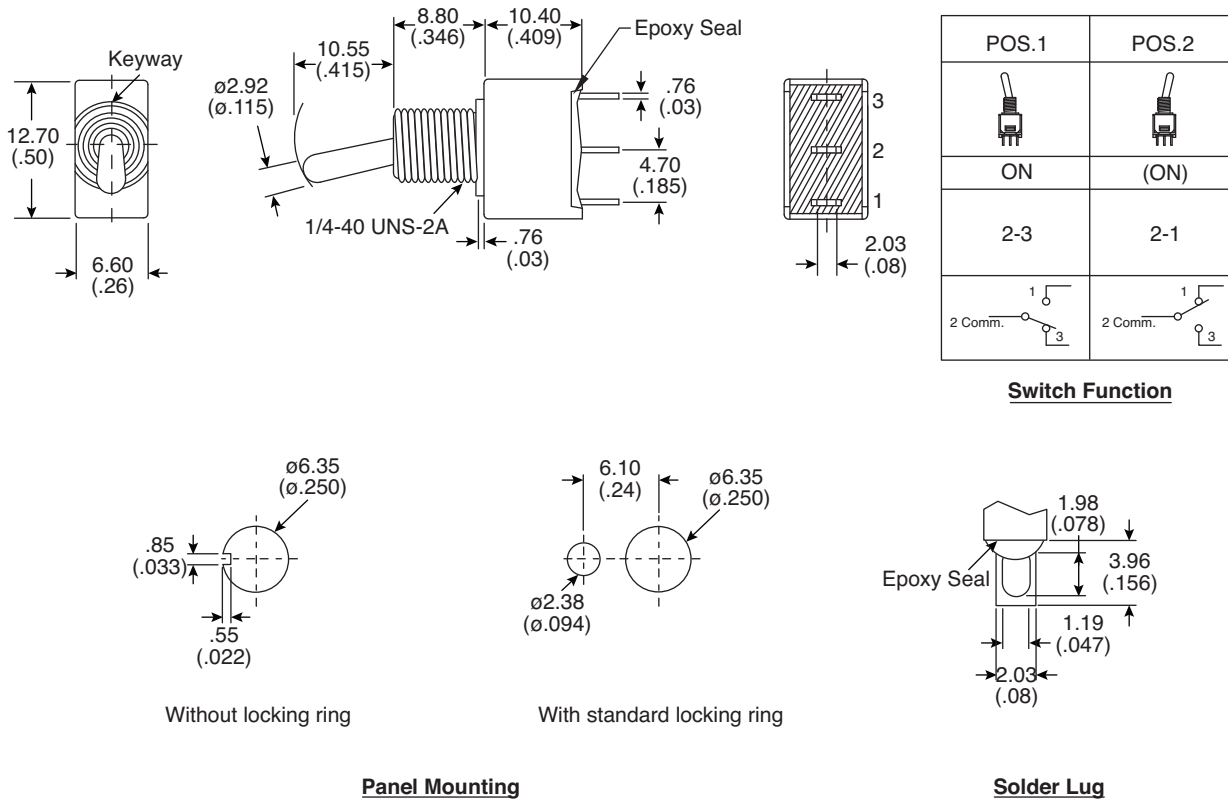 Keyway
12.70
(.50)
6.60
(.26)
8.80
(.346)
10.40
(.409)
Epoxy Seal
10.55
(.415)
ø2.92
(ø.115)
.76
(.03)
4.70
(.185)
1/4-40 UNS-2A
.76
(.03)
3
2
1
2.03
(.08)
POS.1 POS.2
ON (ON)
2-3 2-1
1
2 Comm.
3
1
2 Comm.
3
Switch Function
ø6.35
(ø.250)
.85
(.033)
.55
(.022)
Without locking ring
6.10
(.24)
ø6.35
(ø.250)
ø2.38
(ø.094)
With standard locking ring
Panel Mounting
1.98
(.078)
Epoxy Seal
3.96
(.156)
1.19
(.047)
2.03
(.08)
Solder Lug